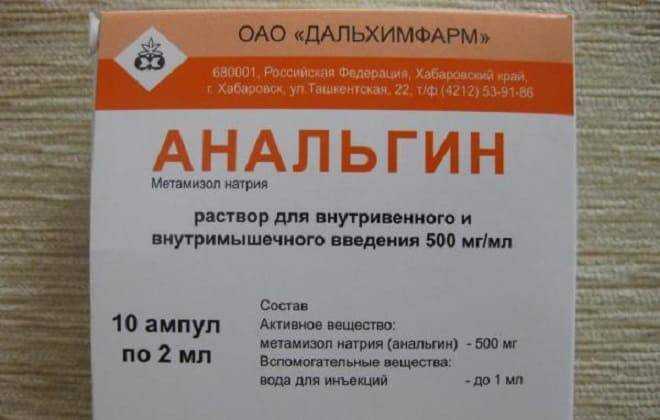 ОАО «ДАЛЬХИМФАРМ»
680001, Российская Федерация, Хабаровский край,
г. Хабаровск, ул.Ташкентская, 22, т/ф (4212) 53-91-86
АНАЛЬГИН
Метамизол натрия
раствор для внутривенного и
внутримышечного введения 500 мг/мл
10 ампул
по 2 мл
Состав
Активное вещество:
метамизол натрия (анальгин) - 500 мг
Вспомогательные вещества:
вода для инъекций - до 1 мл